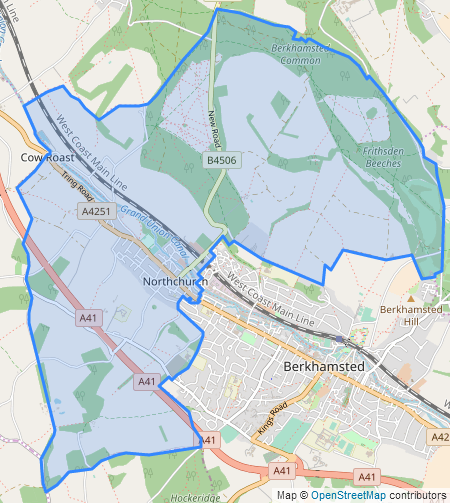 Line
Berkhamsted
Common
West Coast Main Line
New Road
Frithsden
Beeches
Cow Roast
B4506
Tring Road
A4251
Grand Union Canal
Northchurch
West Coast Main Line
A41
A41
Berkhamsted
Hill
Berkhamsted
A41
Kings Road
A41
A42
A41
A41
Hockeridge
Map © OpenStreetMap contributors